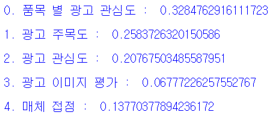 0. 품목 별 광고 관심도 :  0.3284762916111723
1. 광고 주목도 :  0.2583726320150586
2. 광고 관심도 :  0.20767503485587951
3. 광고 이미지 평가 :  0.06777226257552767
4. 매체 접점 :  0.13770377894236172